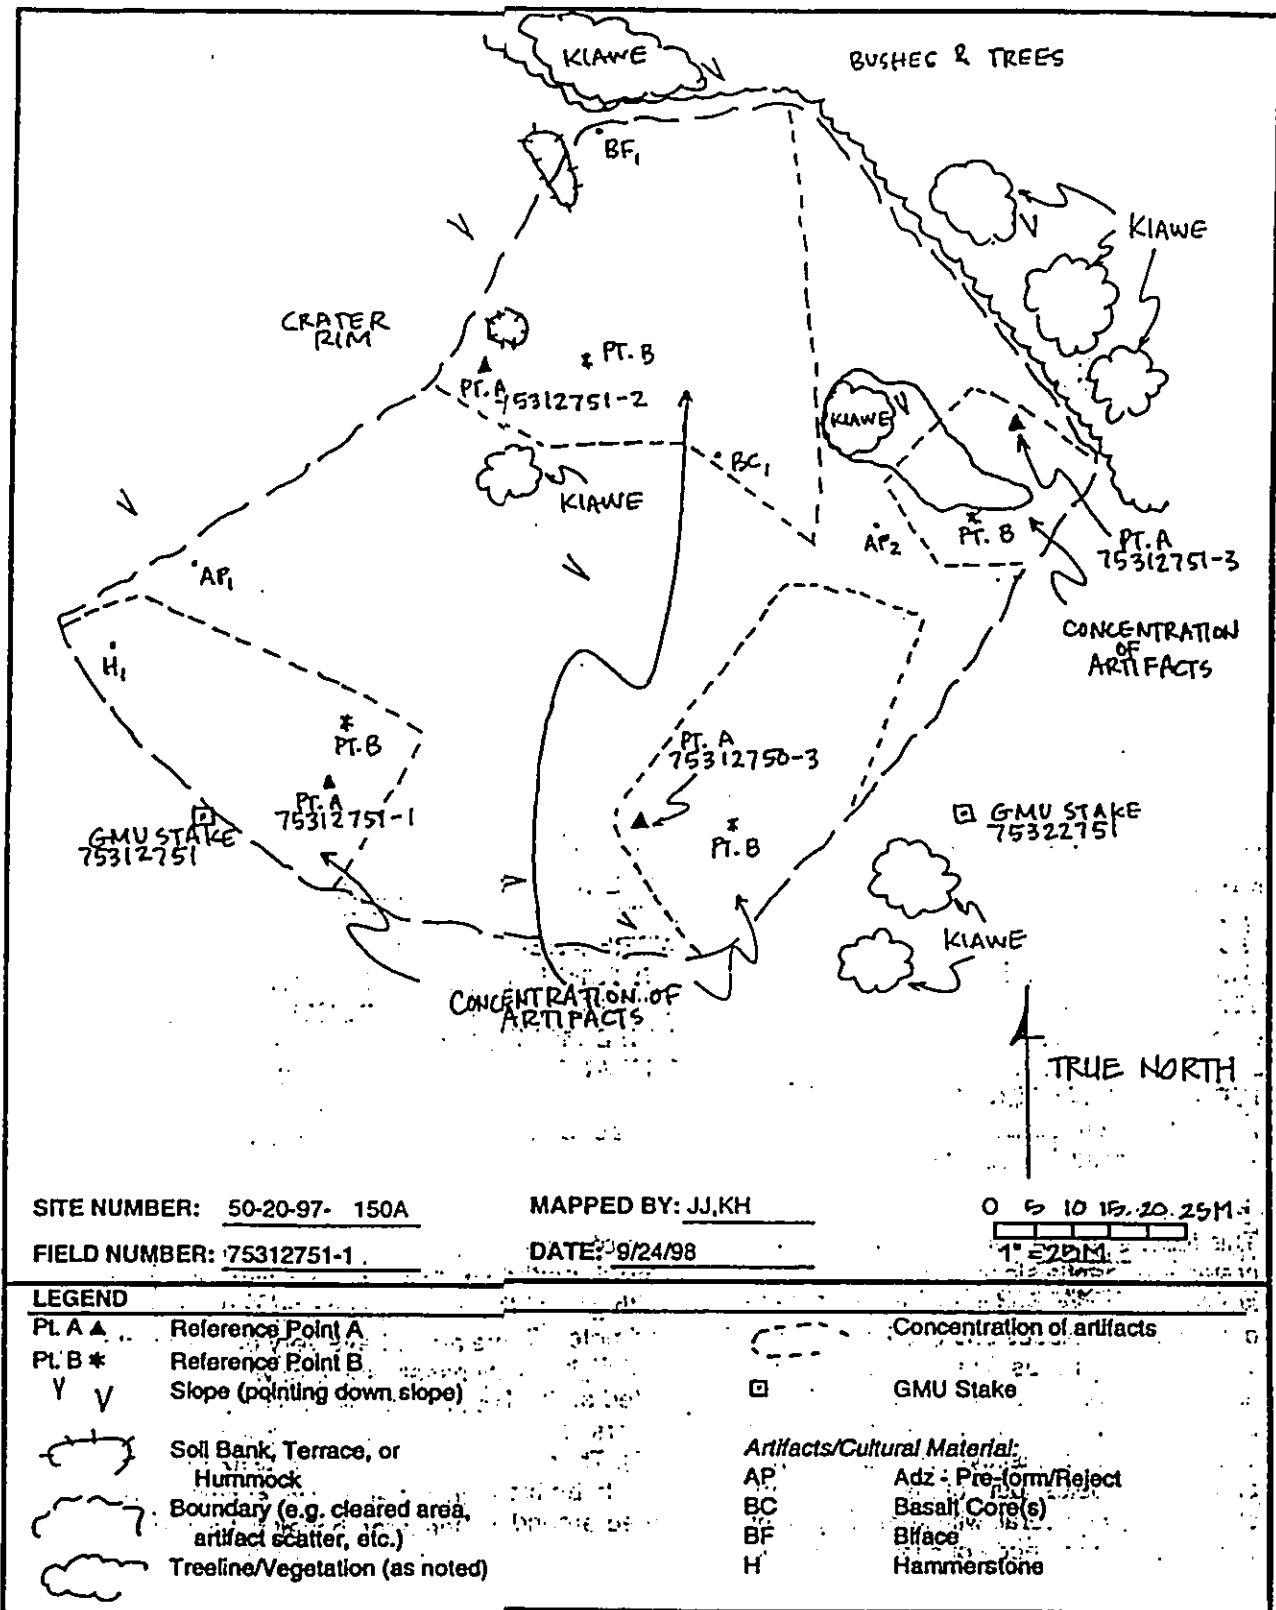 KIAWE
BUSHES & TREES
BF1
KIAWE
CRATER
RIM
PT. B
PT. A
75312751-2
KIAWE
BC1
KIAWE
AP2
PT. B
PT. A
75312751-3
AP1
CONCENTRATION
OF
ARTIFACTS
H1
PT. B
PT. A
75312750-3
PT. A
75312751-1
GMU STAKE
75312751
PT. B
GMU STAKE
75322751
KIAWE
CONCENTRATION OF
ARTIFACTS
TRUE NORTH
SITE NUMBER: 50-20-97- 150A
MAPPED BY: JJ,KH
0 5 10 15 20 25M
FIELD NUMBER: 75312751-1
DATE: 9/24/98
1" = 25M
LEGEND
Pt. A Reference Point A
Pt. B * Reference Point B
Slope (pointing down slope)
Soil Bank, Terrace, or
Hummock
Boundary (e.g. cleared area,
artifact scatter, etc.)
Treeline/Vegetation (as noted)
Concentration of artifacts
GMU Stake
Artifacts/Cultural Material:
AP Adz - Pre-form/Reject
BC Basalt Core(s)
BF Biface
H Hammerstone